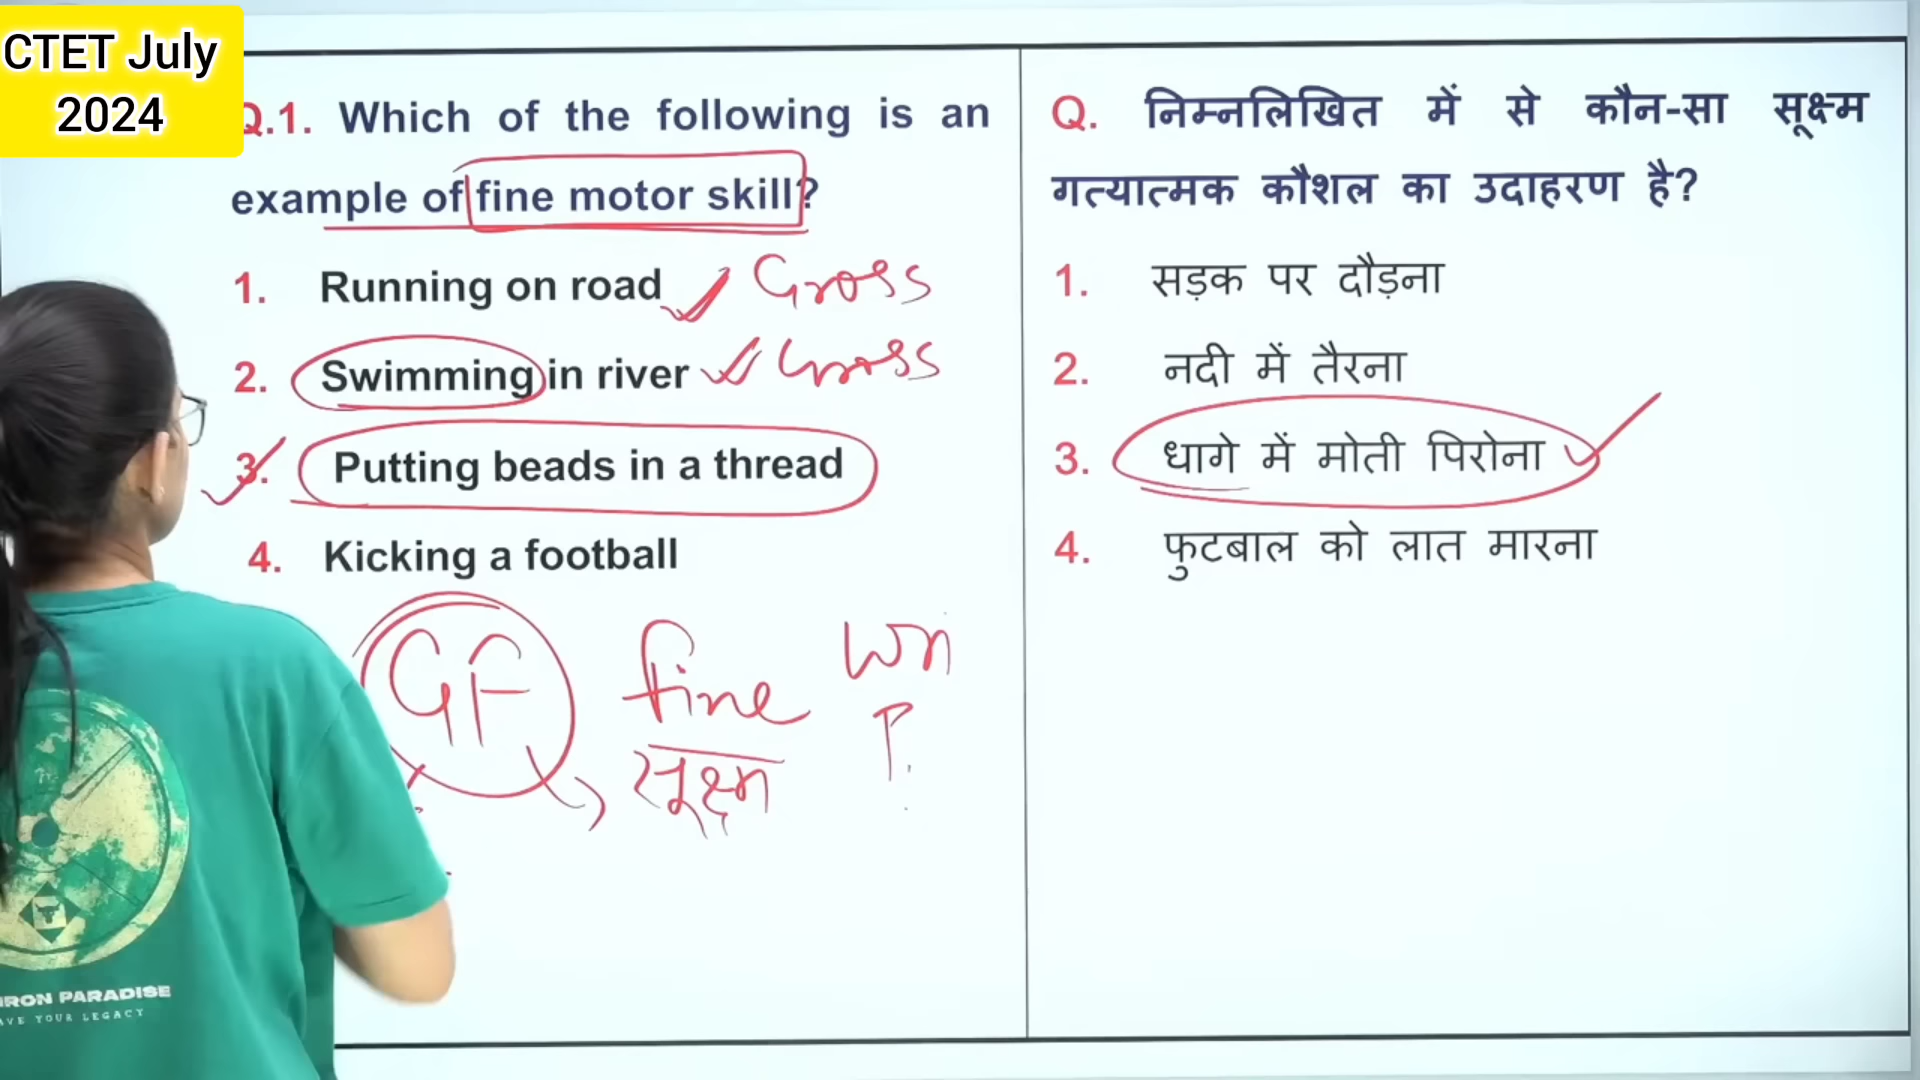 CTET July
2024
Q.1. Which of the following is an
example of fine motor skill?
1. Running on road Gross
2. Swimming in river Gross
3. Putting beads in a thread
4. Kicking a football
GF fine
सूक्ष्म
Q. निम्नलिखित में से कौन-सा सूक्ष्म
गत्यात्मक कौशल का उदाहरण है?
1. सड़क पर दौड़ना
2. नदी में तैरना
3. धागे में मोती पिरोना
4. फुटबाल को लात मारना
IRON PARADISE
YOUR LEGACY